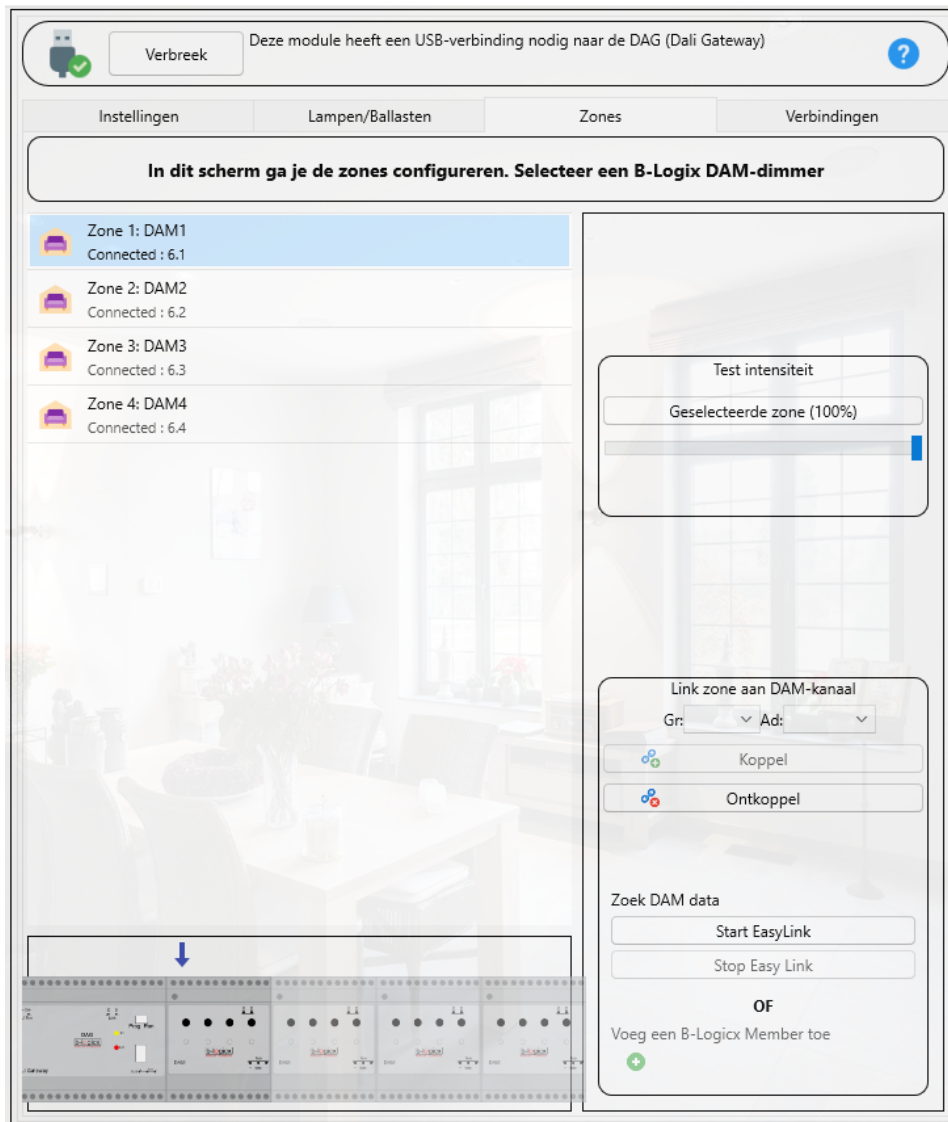 Verbreek
Deze module heeft een USB-verbinding nodig naar de DAG (Dali Gateway)
?
Instellingen
Lampen/Ballasten
Zones
Verbindingen
In dit scherm ga je de zones configureren. Selecteer een B-Logix DAM-dimmer
Zone 1: DAM1
Connected : 6.1
Zone 2: DAM2
Connected : 6.2
Zone 3: DAM3
Connected : 6.3
Zone 4: DAM4
Connected : 6.4
Test intensiteit
Geselecteerde zone (100%)
Link zone aan DAM-kanaal
Gr:
Ad:
Koppel
Ontkoppel
Zoek DAM data
Start EasyLink
Stop Easy Link
OF
Voeg een B-Logicx Member toe
Prog Run
DAG
Gateway